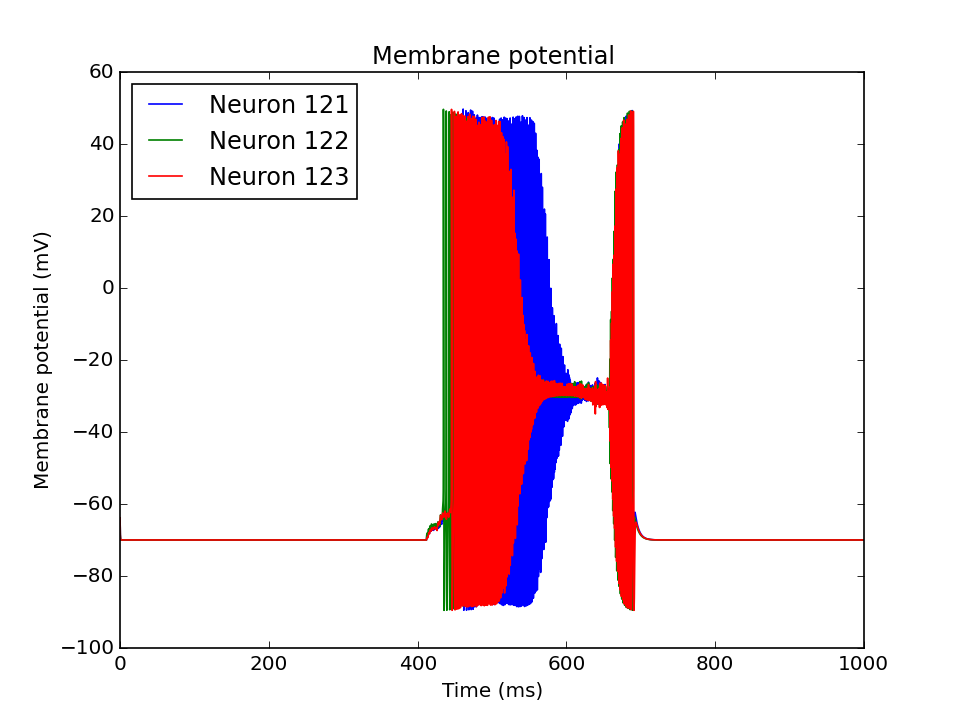 Membrane potential
60
40
20
0
−20
−40
−60
−80
−100
Membrane potential (mV)
Neuron 121
Neuron 122
Neuron 123
0 200 400 600 800 1000
Time (ms)